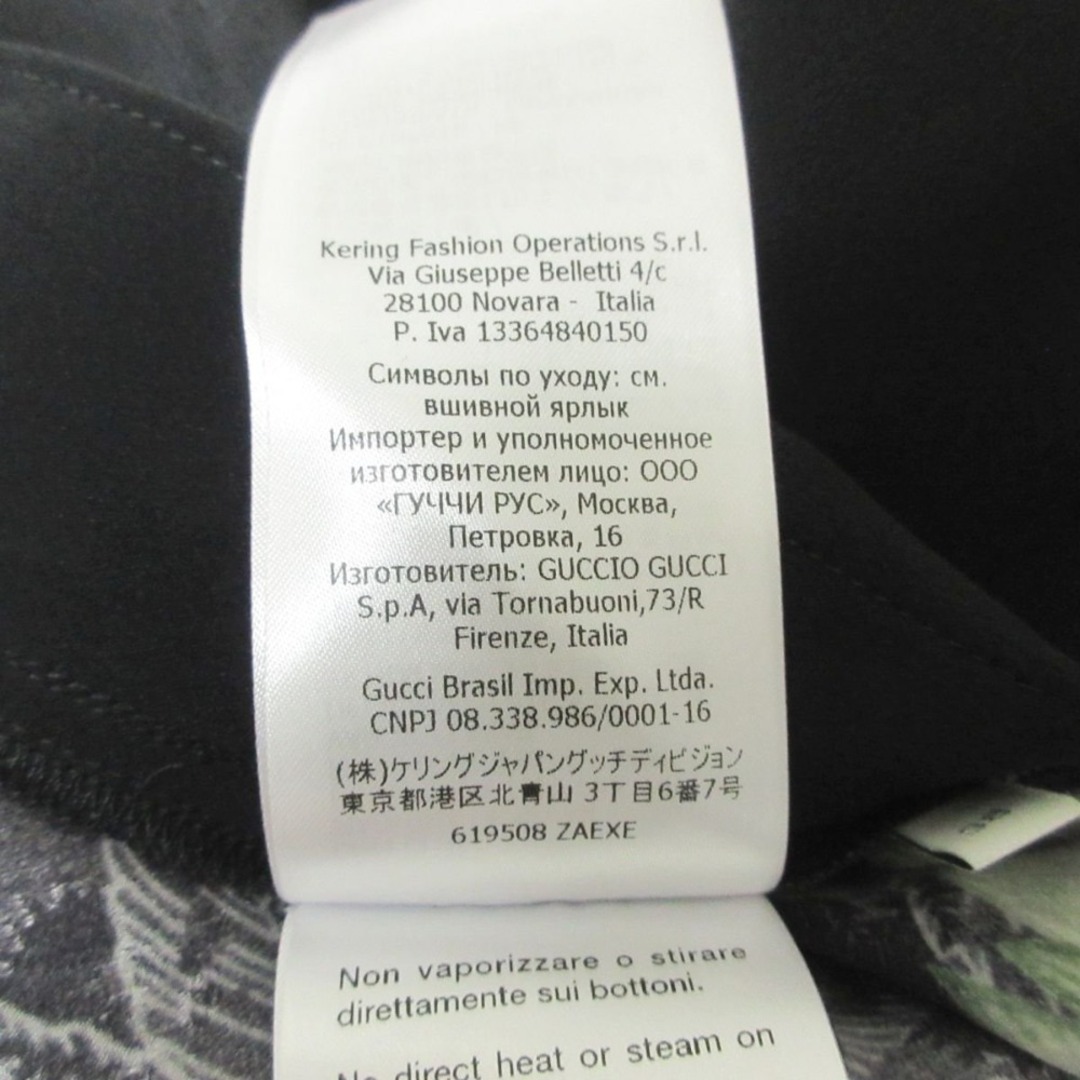 Kering Fashion Operations S.r.l.
Via Giuseppe Belletti 4/c
28100 Novara - Italia
P. Iva 13364840150
Символы по уходу: см.
вшивной ярлык
Импортер и уполномоченное
изготовителем лицо: ООО
«ГУЧЧИ РУС», Москва,
Петровка, 16
Изготовитель: GUCCIO GUCCI
S.p.A, via Tornabuoni,73/R
Firenze, Italia
Gucci Brasil Imp. Exp. Ltda.
CNPJ 08.338.986/0001-16
(株)ケリングジャパングッチディビジョン
東京都港区北青山 3丁目6番7号
619508 ZAEXE
Non vaporizzare o stirare
direttamente sui bottoni.
No direct heat or steam on